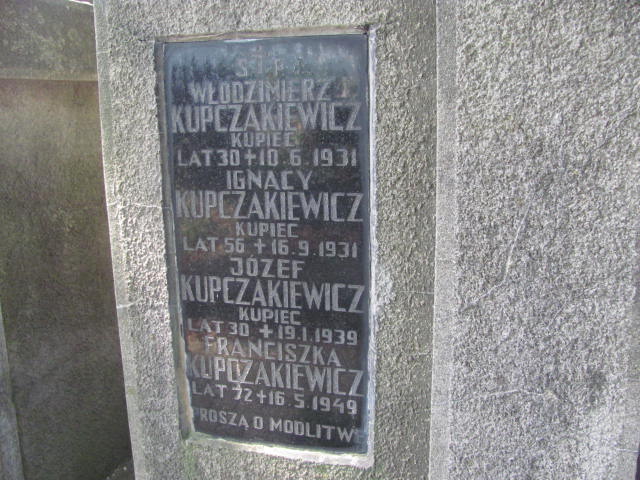 Ś.†P.
WŁODZIMIERZ
KUPCZAKIEWICZ
KUPIEC
LAT 30 + 10.6.1931
IGNACY
KUPCZAKIEWICZ
KUPIEC
LAT 56 + 16.9.1931
JÓZEF
KUPCZAKIEWICZ
KUPIEC
LAT 30 + 19.1.1939
FRANCISZKA
KUPCZAKIEWICZ
LAT 72 + 16.5.1949
PROSZĄ O MODLITWĘ